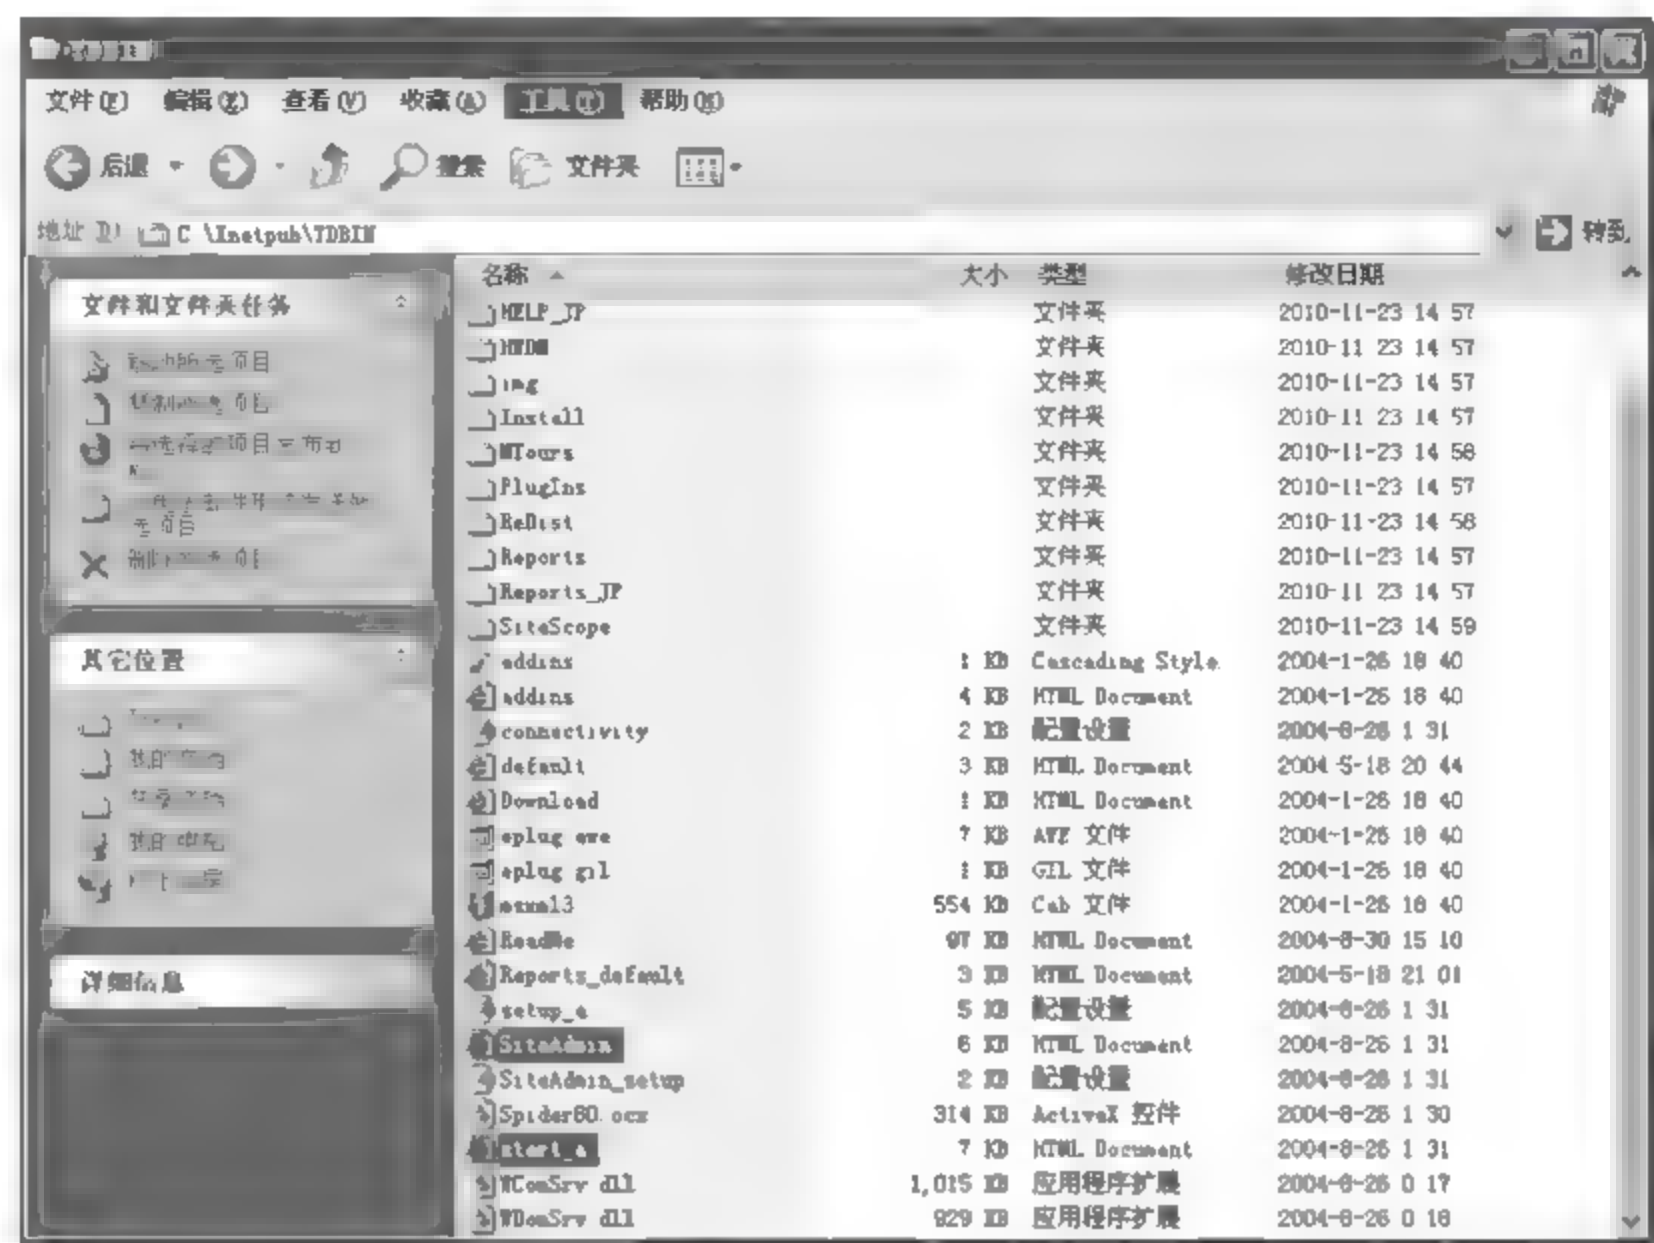 TDBIN
文件(F) 编辑(E) 查看(V) 收藏(A) 工具(T) 帮助(H)
后退 搜索 文件夹
地址 D) C \Inetpub\TDBIN 转到
名称 大小 类型 修改日期
文件和文件夹任务
项目
其它位置
详细信息
HELP_JP 文件夹 2010-11-23 14 57
HTDM 文件夹 2010-11 23 14 57
img 文件夹 2010-11-23 14 57
Install 文件夹 2010-11 23 14 57
MTours 文件夹 2010-11-23 14 58
PlugIns 文件夹 2010-11-23 14 57
ReDist 文件夹 2010-11-23 14 58
Reports 文件夹 2010-11-23 14 57
Reports_JP 文件夹 2010-11 23 14 57
SiteScope 文件夹 2010-11-23 14 59
addins 1 KB Cascading Style 2004-1-26 18 40
addins 4 KB HTML Document 2004-1-26 18 40
connectivity 2 KB 配置设置 2004-8-26 1 31
default 3 KB HTML Document 2004 5-18 20 44
Download 1 KB HTML Document 2004-1-26 18 40
eplug 7 KB 文件 2004-1-26 18 40
eplug gil 1 KB GIL 文件 2004-1-26 18 40
msxml3 554 KB Cab 文件 2004-1-26 18 40
ReadMe 97 KB HTML Document 2004-8-30 15 10
Reports_default 3 KB HTML Document 2004-5-18 21 01
setup_a 5 KB 配置设置 2004-8-26 1 31
SiteAdmin 6 KB HTML Document 2004-8-26 1 31
SiteAdmin_setup 2 KB 配置设置 2004-8-26 1 31
Spider80.ocx 314 KB ActiveX 控件 2004-8-26 1 30
start_a 7 KB HTML Document 2004-8-26 1 31
WComSrv dll 1,015 KB 应用程序扩展 2004-8-26 0 17
WDomSrv dll 929 KB 应用程序扩展 2004-8-26 0 18